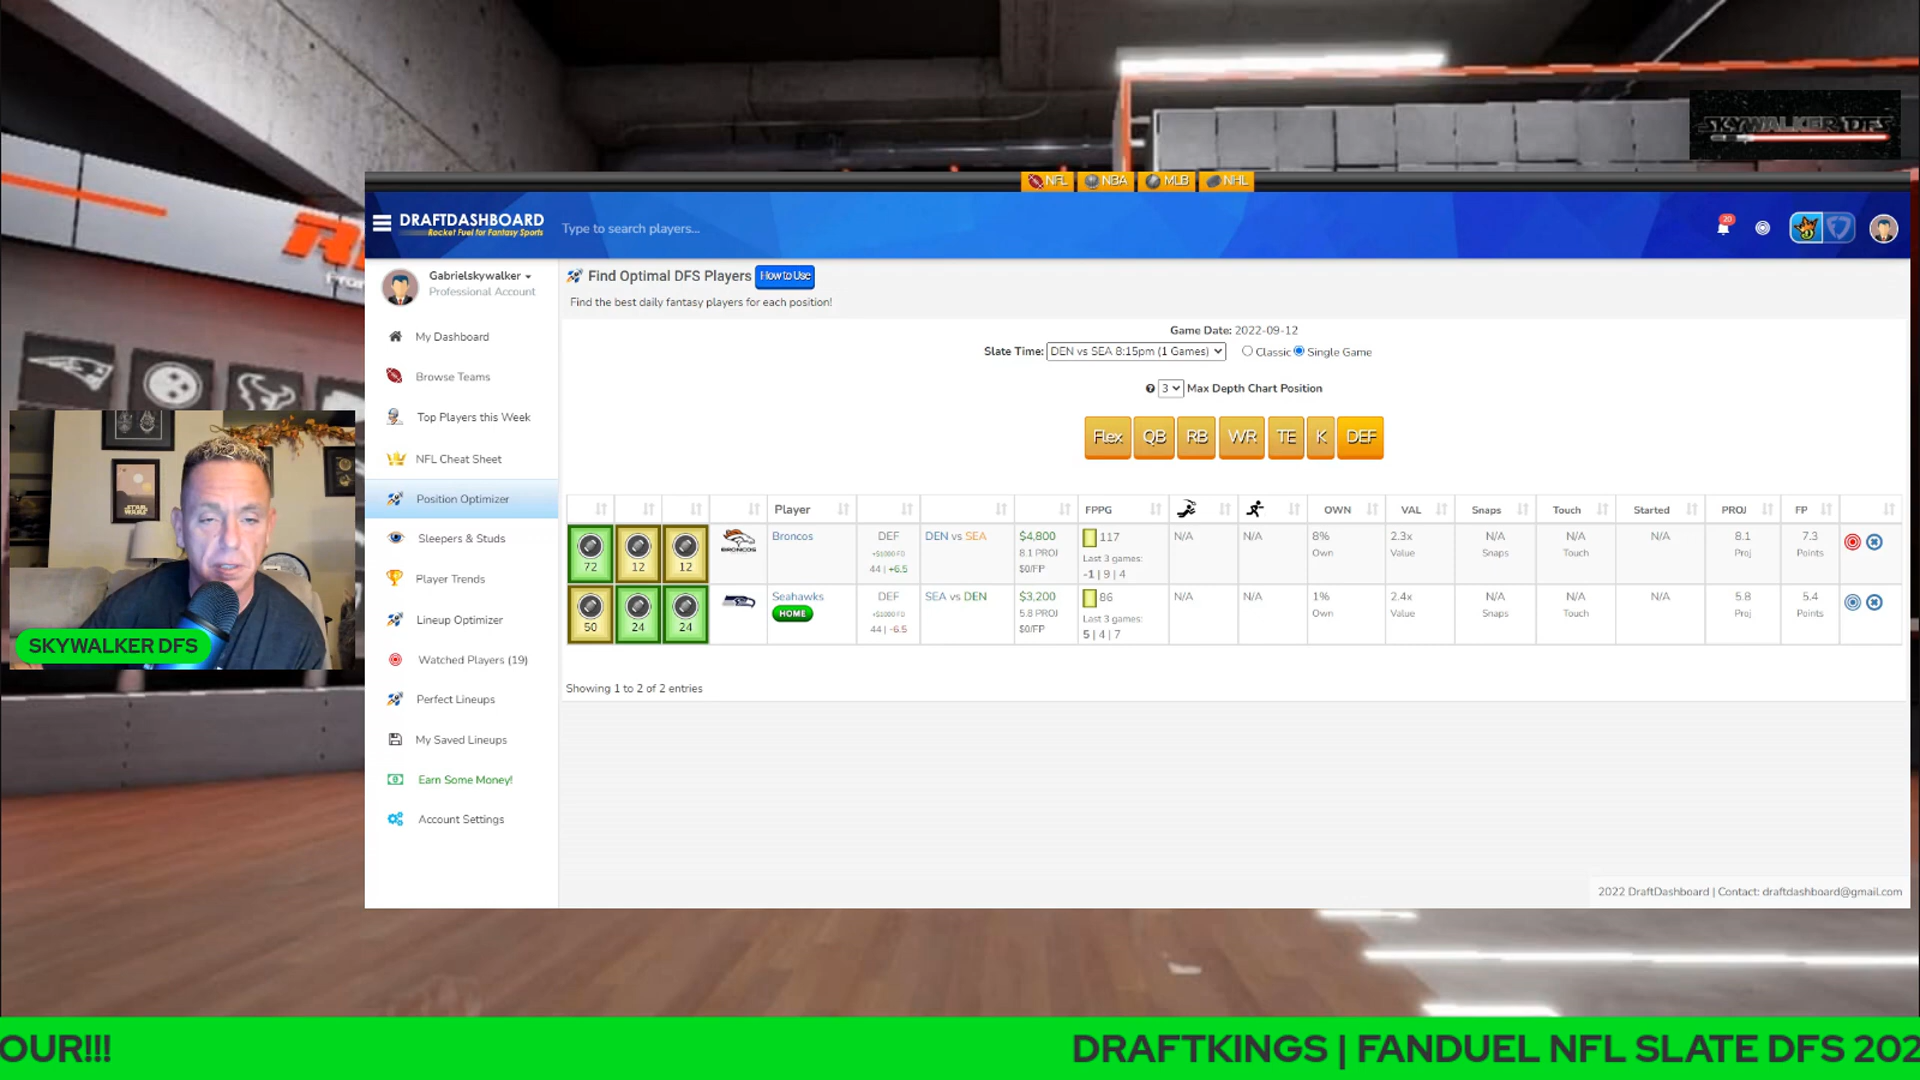 SKYWALKER DFS
NFL NBA MLB NHL
DRAFTDASHBOARD
Rocket Fuel for Fantasy Sports
Type to search players...
20
Gabrielskywalker
Professional Account
My Dashboard
Browse Teams
Top Players this Week
NFL Cheat Sheet
Position Optimizer
Sleepers & Studs
Player Trends
Lineup Optimizer
Watched Players (19)
Perfect Lineups
My Saved Lineups
Earn Some Money!
Account Settings
Find Optimal DFS Players How to Use
Find the best daily fantasy players for each position!
Game Date: 2022-09-12
Slate Time: DEN vs SEA 8:15pm (1 Games) Classic Single Game
3 Max Depth Chart Position
Flex QB RB WR TE K DEF
Player FPPG OWN VAL Snaps Touch Started PROJ FP
72 12 12 BRONCOS Broncos DEF DEN vs SEA $4,800 117 N/A N/A 8% 2.3x N/A N/A N/A 8.1 7.3
+$1000 FD 8.1 PROJ Last 3 games: Own Value Snaps Touch Proj Points
44 | +6.5 $0/FP -1 | 9 | 4
50 24 24 Seahawks DEF SEA vs DEN $3,200 86 N/A N/A 1% 2.4x N/A N/A N/A 5.8 5.4
HOME +$1000 FD 5.8 PROJ Last 3 games: Own Value Snaps Touch Proj Points
44 | -6.5 $0/FP 5 | 4 | 7
Showing 1 to 2 of 2 entries
2022 DraftDashboard | Contact: draftdashboard@gmail.com
SKYWALKER DFS
OUR!!! DRAFTKINGS | FANDUEL NFL SLATE DFS 202